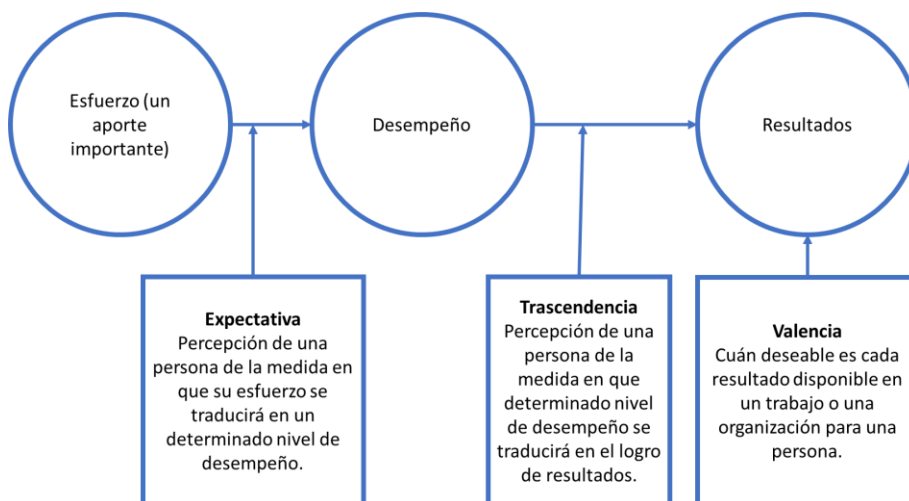 Esfuerzo (un
aporte
importante)
Desempeño
Resultados
Expectativa
Percepción de una
persona de la medida en
que su esfuerzo se
traducirá en un
determinado nivel de
desempeño.
Trascendencia
Percepción de una
persona de la
medida en que
determinado nivel
de desempeño se
traducirá en el logro
de resultados.
Valencia
Cuán deseable es cada
resultado disponible en
un trabajo o una
organización para una
persona.